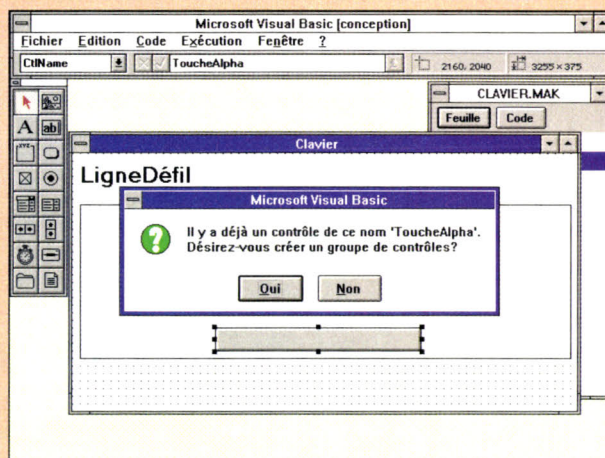 Microsoft Visual Basic [conception]
Fichier Edition Code Exécution Fenêtre ?
CtlName ToucheAlpha 2160, 2040 3255 × 375
CLAVIER.MAK
Feuille Code
A ab
XYZ
Clavier
LigneDéfil
Microsoft Visual Basic
Il y a déjà un contrôle de ce nom 'ToucheAlpha'.
Désirez-vous créer un groupe de contrôles?
Oui Non